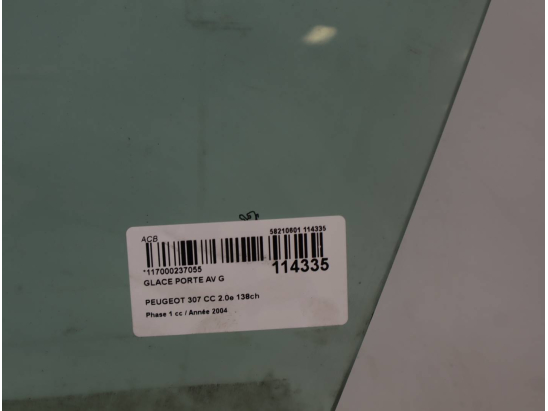 ACB
58210601 114335
*117000237055
114335
GLACE PORTE AV G
PEUGEOT 307 CC 2.0e 138ch
Phase 1 cc / Année 2004